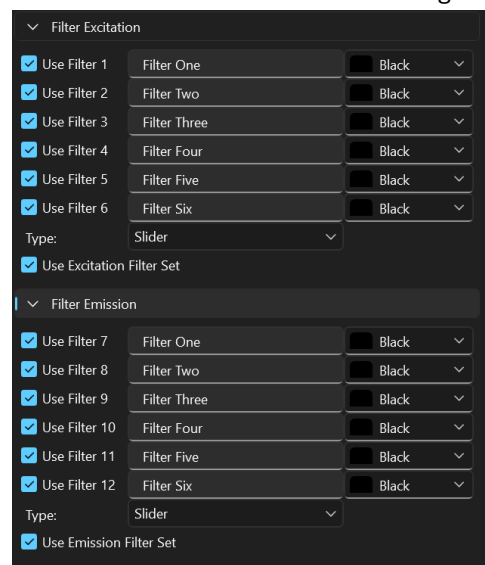 Filter Excitation
Use Filter 1 Filter One Black
Use Filter 2 Filter Two Black
Use Filter 3 Filter Three Black
Use Filter 4 Filter Four Black
Use Filter 5 Filter Five Black
Use Filter 6 Filter Six Black
Type: Slider
Use Excitation Filter Set
Filter Emission
Use Filter 7 Filter One Black
Use Filter 8 Filter Two Black
Use Filter 9 Filter Three Black
Use Filter 10 Filter Four Black
Use Filter 11 Filter Five Black
Use Filter 12 Filter Six Black
Type: Slider
Use Emission Filter Set